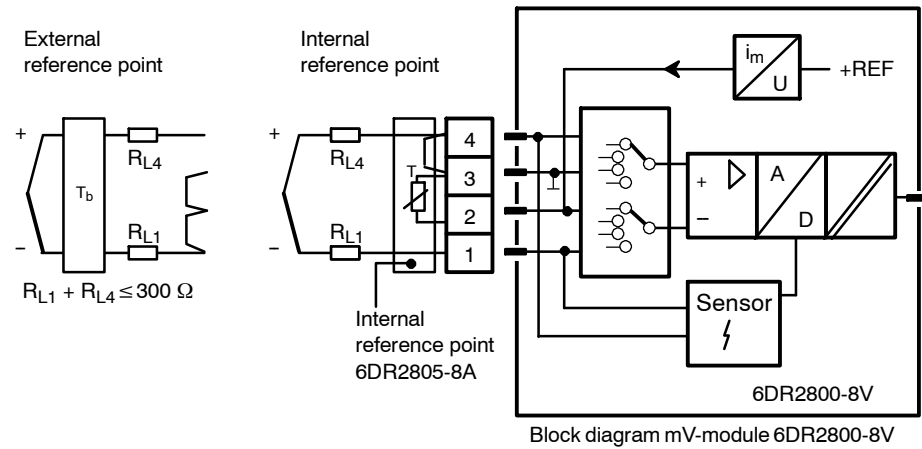 External
reference point
+
−
T_b
R_L4
R_L1
R_L1 + R_L4 ≤ 300 Ω
Internal
reference point
+
−
R_L4
R_L1
T
4
3
2
1
Internal
reference point
6DR2805-8A
i_m
U
+REF
+
−
A
D
Sensor
6DR2800-8V
Block diagram mV-module 6DR2800-8V